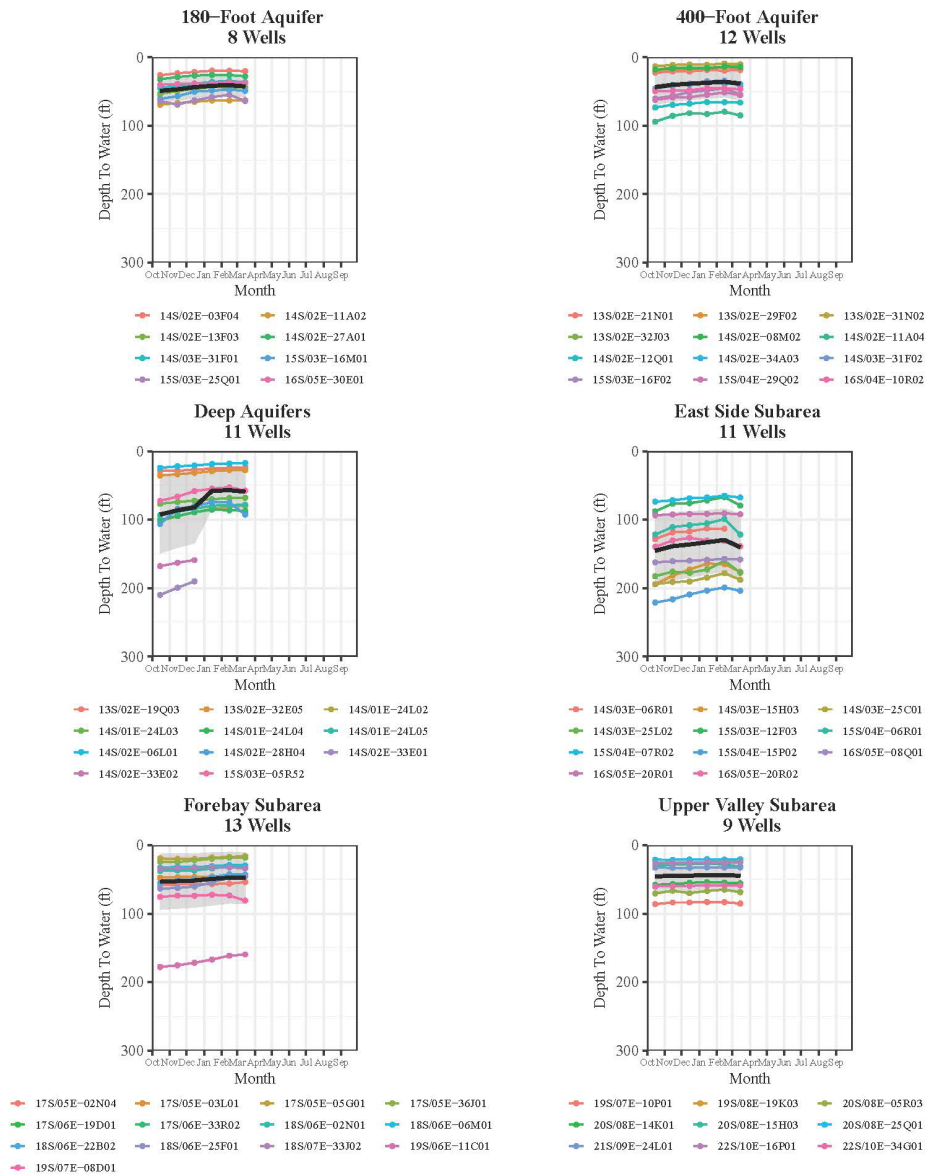 180−Foot Aquifer
8 Wells
0
100
200
300
Depth To Water (ft)
Oct Nov Dec Jan Feb Mar Apr May Jun Jul Aug Sep
Month
14S/02E−03F04 14S/02E−11A02
14S/02E−13F03 14S/02E−27A01
14S/03E−31F01 15S/03E−16M01
15S/03E−25Q01 16S/05E−30E01
400−Foot Aquifer
12 Wells
0
100
200
300
Depth To Water (ft)
Oct Nov Dec Jan Feb Mar Apr May Jun Jul Aug Sep
Month
13S/02E−21N01 13S/02E−29F02 13S/02E−31N02
13S/02E−32J03 14S/02E−08M02 14S/02E−11A04
14S/02E−12Q01 14S/02E−34A03 14S/03E−31F02
15S/03E−16F02 15S/04E−29Q02 16S/04E−10R02
Deep Aquifers
11 Wells
0
100
200
300
Depth To Water (ft)
Oct Nov Dec Jan Feb Mar Apr May Jun Jul Aug Sep
Month
13S/02E−19Q03 13S/02E−32E05 14S/01E−24L02
14S/01E−24L03 14S/01E−24L04 14S/01E−24L05
14S/02E−06L01 14S/02E−28H04 14S/02E−33E01
14S/02E−33E02 15S/03E−05R52
East Side Subarea
11 Wells
0
100
200
300
Depth To Water (ft)
Oct Nov Dec Jan Feb Mar Apr May Jun Jul Aug Sep
Month
14S/03E−06R01 14S/03E−15H03 14S/03E−25C01
14S/03E−25L02 15S/03E−12F03 15S/04E−06R01
15S/04E−07R02 15S/04E−15P02 16S/05E−08Q01
16S/05E−20R01 16S/05E−20R02
Forebay Subarea
13 Wells
0
100
200
300
Depth To Water (ft)
Oct Nov Dec Jan Feb Mar Apr May Jun Jul Aug Sep
Month
17S/05E−02N04 17S/05E−03L01 17S/05E−05G01 17S/05E−36J01
17S/06E−19D01 17S/06E−33R02 18S/06E−02N01 18S/06E−06M01
18S/06E−22B02 18S/06E−25F01 18S/07E−33J02 19S/06E−11C01
19S/07E−08D01
Upper Valley Subarea
9 Wells
0
100
200
300
Depth To Water (ft)
Oct Nov Dec Jan Feb Mar Apr May Jun Jul Aug Sep
Month
19S/07E−10P01 19S/08E−19K03 20S/08E−05R03
20S/08E−14K01 20S/08E−15H03 20S/08E−25Q01
21S/09E−24L01 22S/10E−16P01 22S/10E−34G01